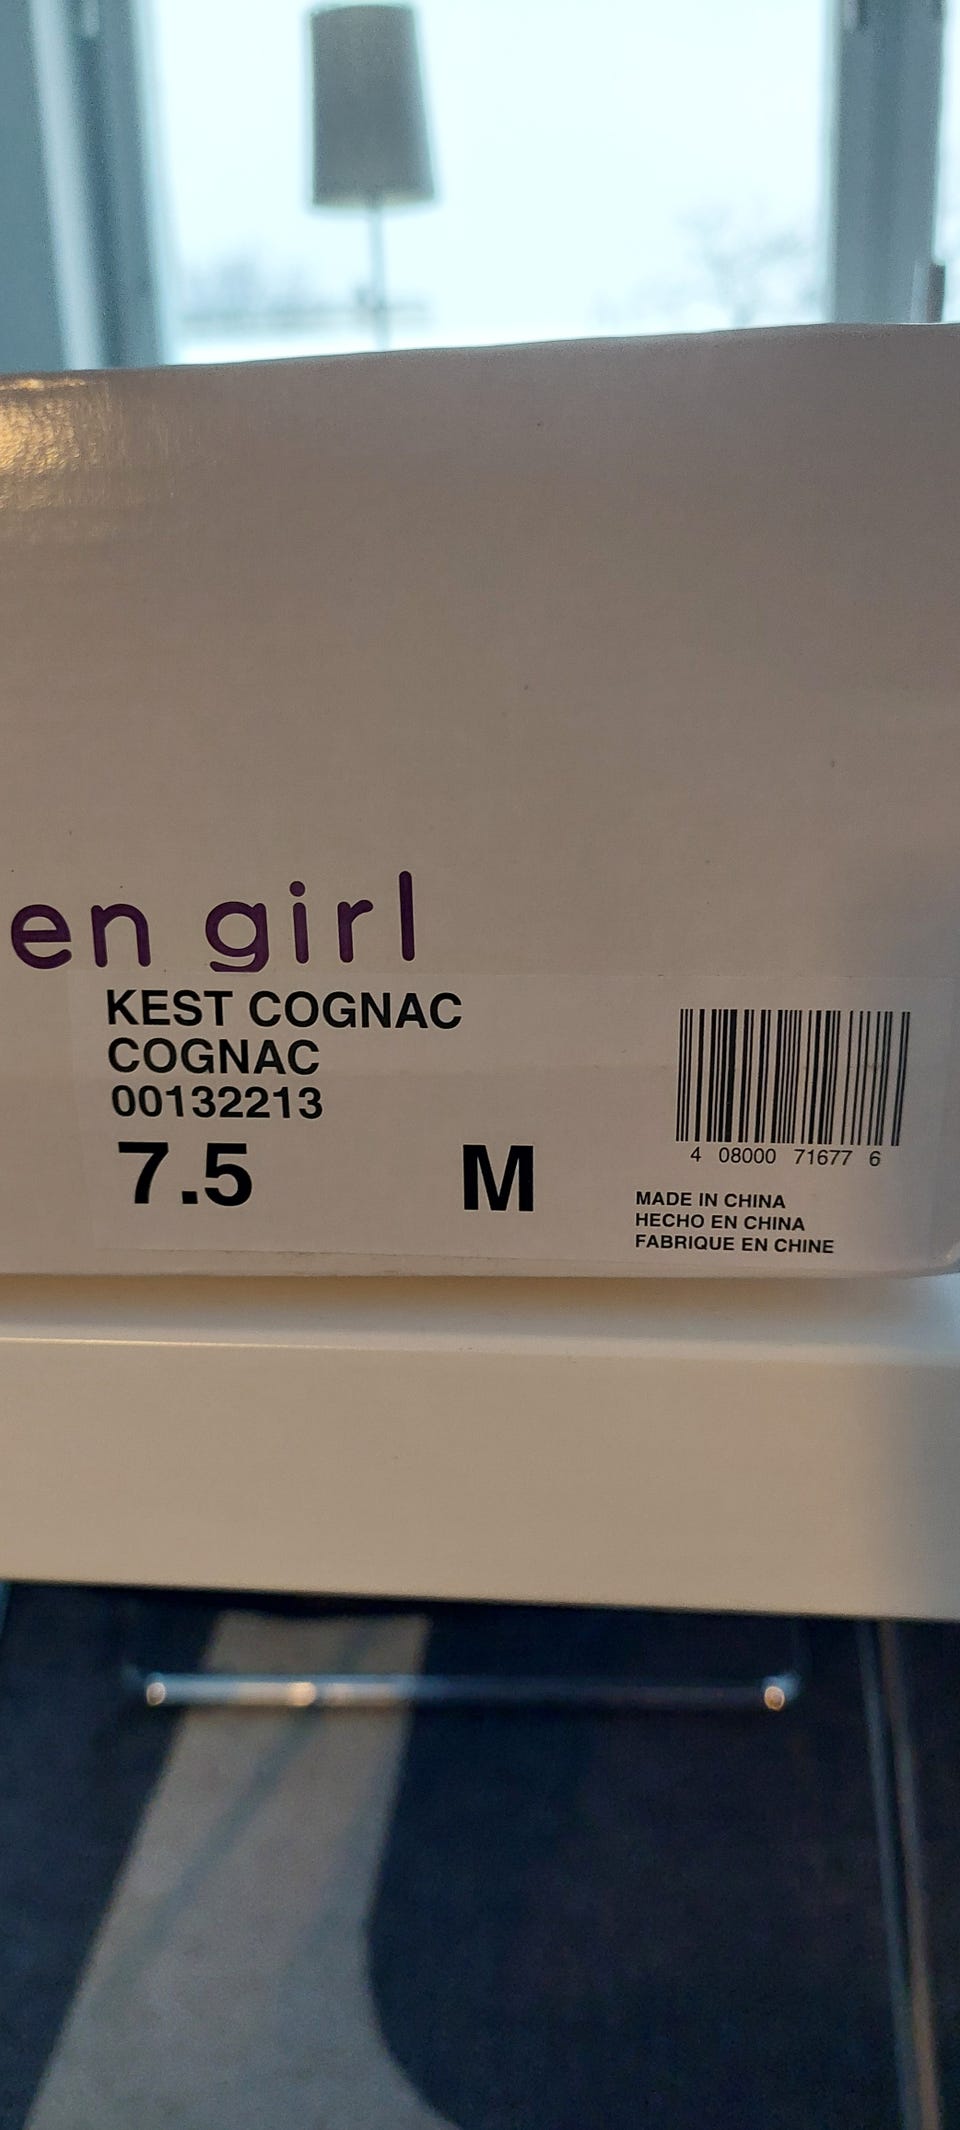 en girl
KEST COGNAC
COGNAC
00132213
7.5 M
4 08000 71677 6
MADE IN CHINA
HECHO EN CHINA
FABRIQUE EN CHINE